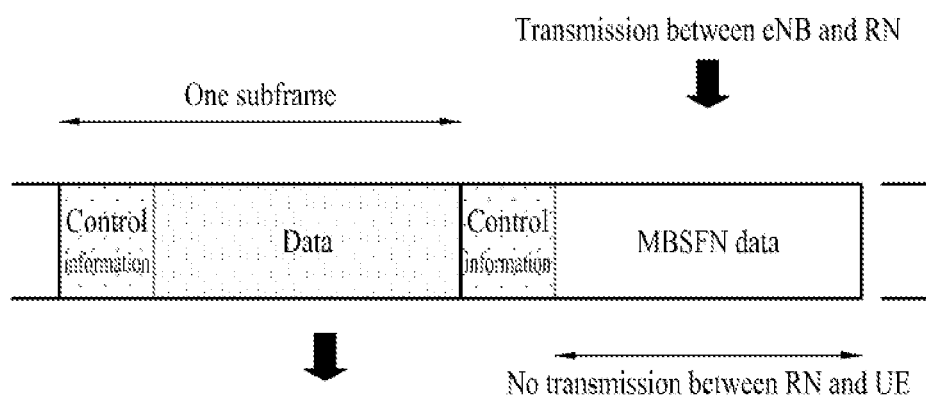 Transmission between eNB and RN
One subframe
Control
information
Data
Control
information
MBSFN data
No transmission between RN and UE